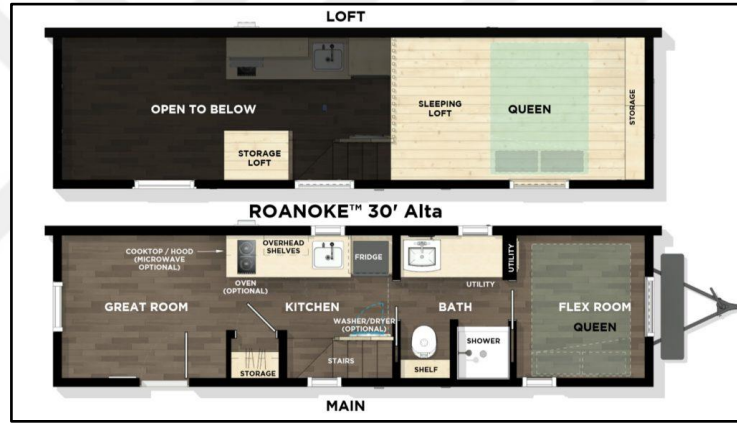 LOFT
OPEN TO BELOW
STORAGE
LOFT
SLEEPING
LOFT
QUEEN
STORAGE
ROANOKE™ 30' Alta
COOKTOP / HOOD
(MICROWAVE
OPTIONAL)
OVERHEAD
SHELVES
FRIDGE
OVEN
(OPTIONAL)
UTILITY
UTILITY
GREAT ROOM
KITCHEN
BATH
FLEX ROOM
QUEEN
WASHER/DRYER
(OPTIONAL)
SHOWER
STAIRS
STORAGE
SHELF
MAIN